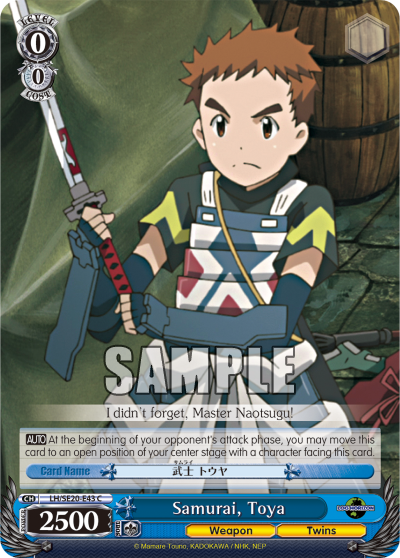 LEVEL
0
0
COST
SAMPLE
I didn't forget, Master Naotsugu!
AUTO At the beginning of your opponent's attack phase, you may move this
card to an open position of your center stage with a character facing this card.
Card Name
サムライ
武士 トウヤ
CH LH/SE20-E43 C
POWER 2500 SOUL
Samurai, Toya
Weapon Twins
© Mamare Touno, KADOKAWA / NHK, NEP